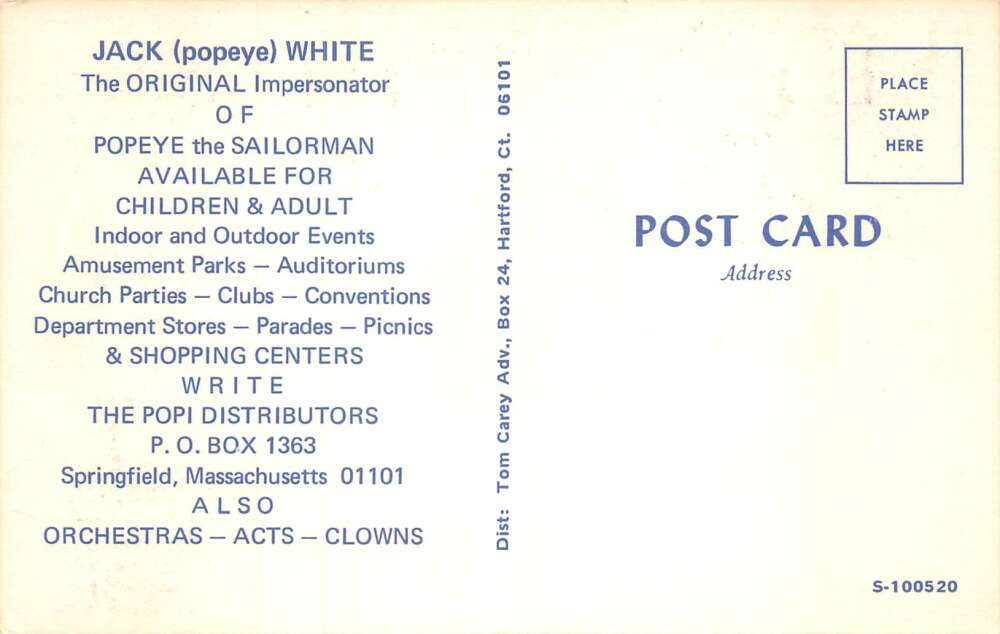 JACK (popeye) WHITE
The ORIGINAL Impersonator
O F
POPEYE the SAILORMAN
AVAILABLE FOR
CHILDREN & ADULT
Indoor and Outdoor Events
Amusement Parks — Auditoriums
Church Parties — Clubs — Conventions
Department Stores — Parades — Picnics
& SHOPPING CENTERS
W R I T E
THE POPI DISTRIBUTORS
P. O. BOX 1363
Springfield, Massachusetts 01101
A L S O
ORCHESTRAS — ACTS — CLOWNS
Dist: Tom Carey Adv., Box 24, Hartford, Ct. 06101
PLACE
STAMP
HERE
POST CARD
Address
S-100520